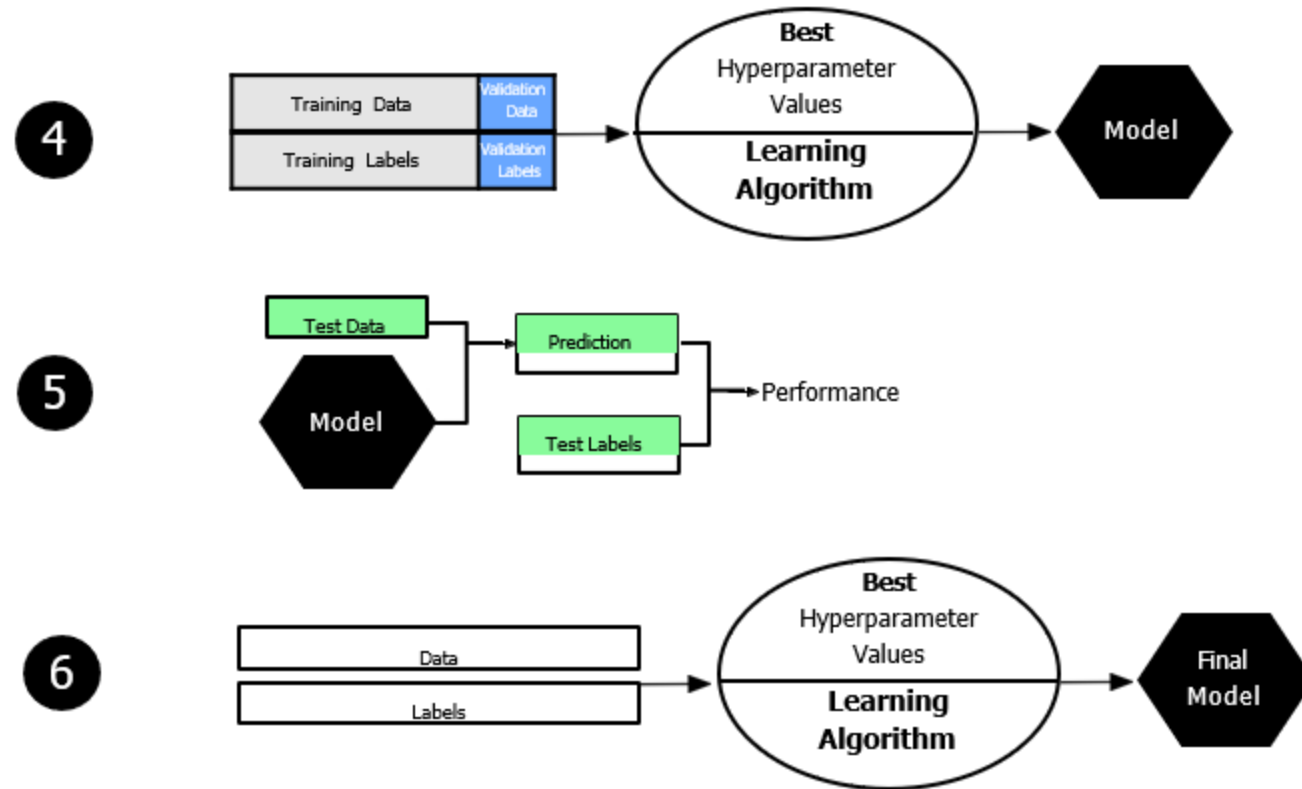 4
Training Data
Validation
Data
Training Labels
Validation
Labels
Best
Hyperparameter
Values
Learning
Algorithm
Model
5
Test Data
Model
Prediction
Test Labels
Performance
6
Data
Labels
Best
Hyperparameter
Values
Learning
Algorithm
Final
Model